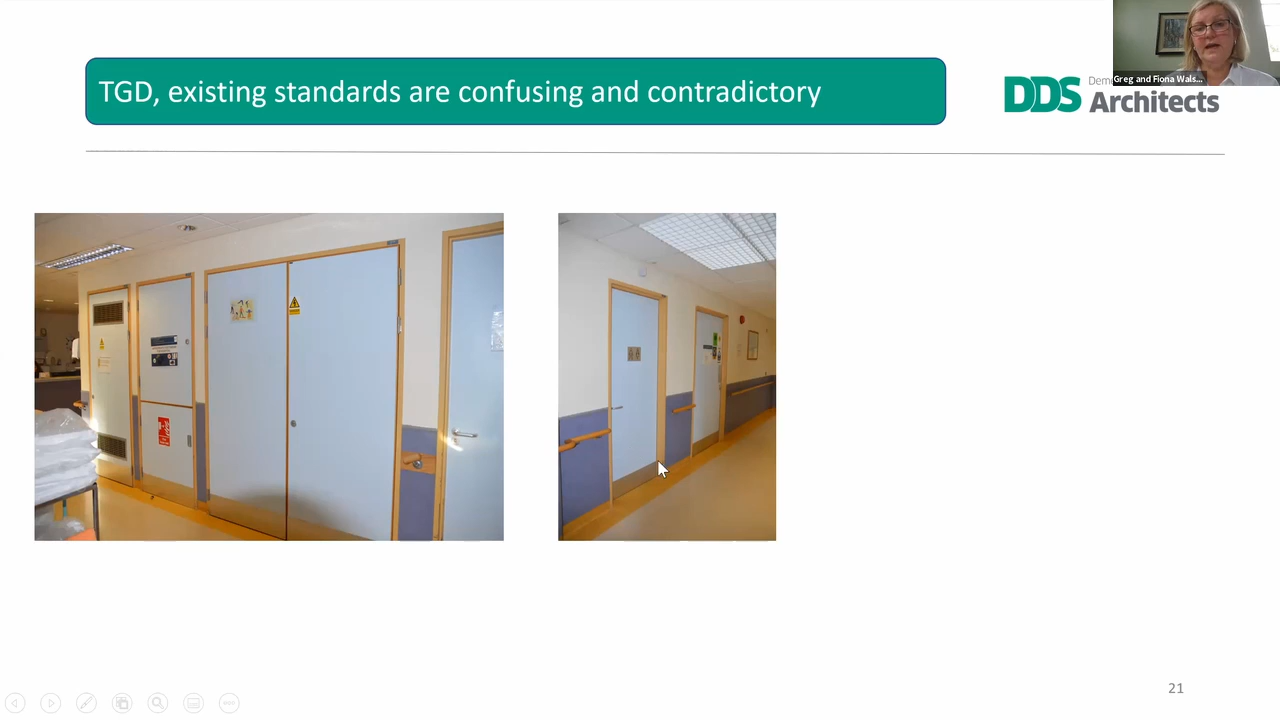 TGD, existing standards are confusing and contradictory
Greg and Fiona Wals...
DDS
Architects
21